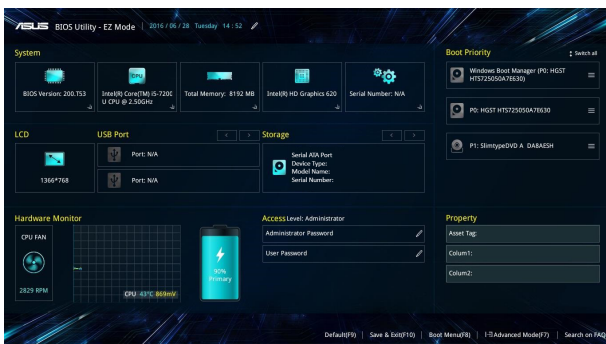 ASUS BIOS Utility - EZ Mode 2016 / 06 / 28 Tuesday 14 : 52
System
CPU
BIOS Version: 200.T53
Intel(R) Core(TM) i5-7200
U CPU @ 2.50GHz
Total Memory: 8192 MB
Intel(R) HD Graphics 620
Serial Number: N/A
Boot Priority
Switch all
Windows Boot Manager (P0: HGST
HTS725050A7E630)
P0: HGST HTS725050A7E630
P1: SlimtypeDVD A DA8AESH
LCD
1366*768
USB Port
Port: N/A
Port: N/A
Storage
Serial ATA Port
Device Type:
Model Name:
Serial Number:
Hardware Monitor
CPU FAN
2829 RPM
CPU 43°C 869mV
90%
Primary
Access Level: Administrator
Administrator Password
User Password
Property
Asset Tag:
Colum1:
Colum2:
Default(F9) | Save & Exit(F10) | Boot Menu(F8) | Advanced Mode(F7) | Search on FAQ